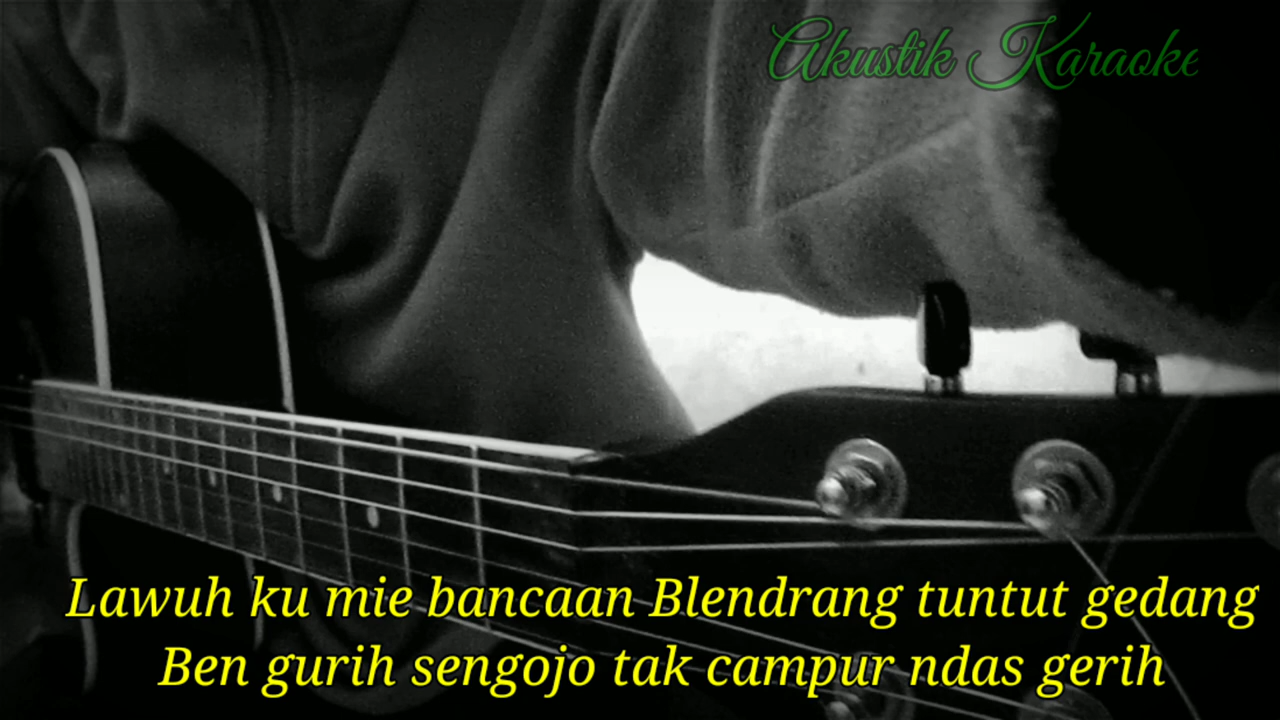 Akustik Karaoke
Lawuh ku mie bancaan Blendrang tuntut gedang
Ben gurih sengojo tak campur ndas gerih